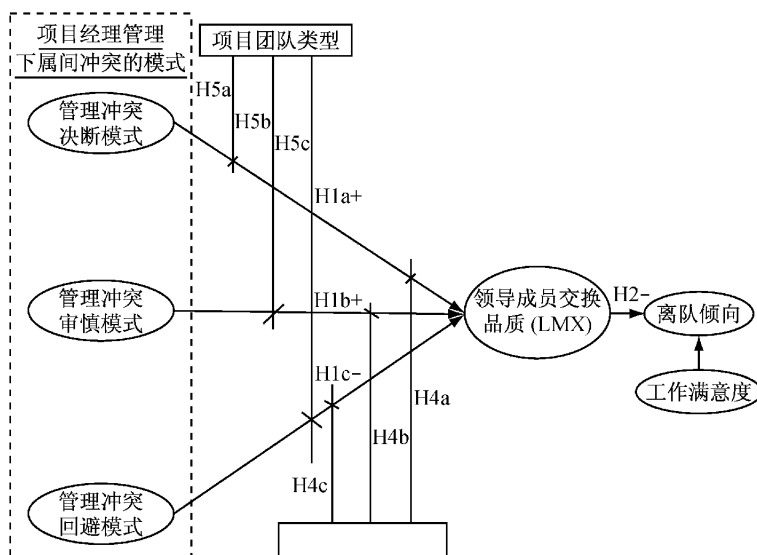 项目经理管理
下属间冲突的模式
项目团队类型
H5a
H5b
H5c
管理冲突
决断模式
H1a+
管理冲突
审慎模式
H1b+
领导成员交换
品质 (LMX)
H2−
离队倾向
H1c−
工作满意度
H4a
H4b
H4c
管理冲突
回避模式